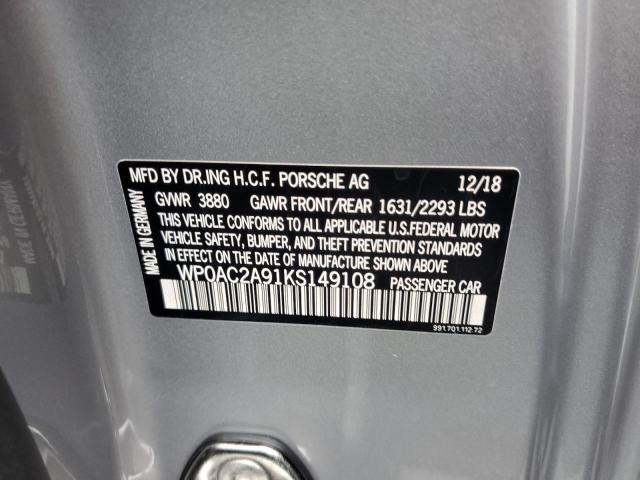 MFD BY DR.ING H.C.F. PORSCHE AG 12/18
GVWR 3880 GAWR FRONT/REAR 1631/2293 LBS
THIS VEHICLE CONFORMS TO ALL APPLICABLE U.S.FEDERAL MOTOR
VEHICLE SAFETY, BUMPER, AND THEFT PREVENTION STANDARDS
IN EFFECT ON THE DATE OF MANUFACTURE SHOWN ABOVE.
WP0AC2A91KS149108 PASSENGER CAR
991.701.112.72
MADE IN GERMANY